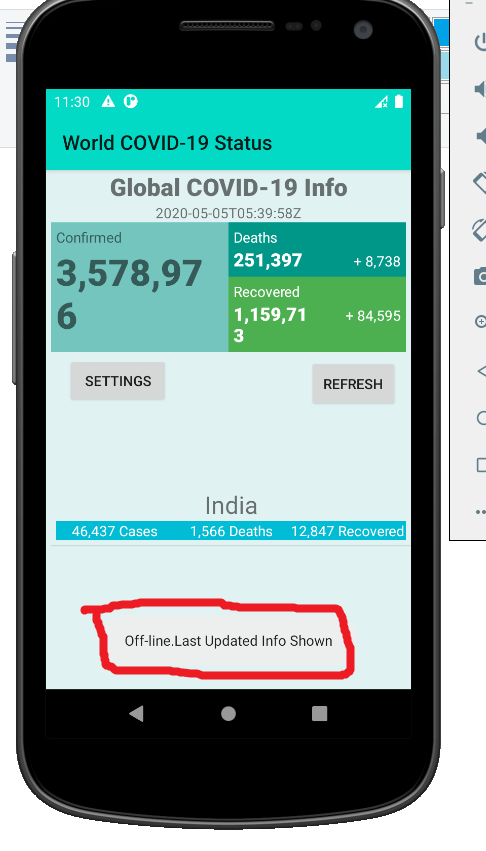 11:30
World COVID-19 Status
Global COVID-19 Info
2020-05-05T05:39:58Z
Confirmed
3,578,97
6
Deaths
251,397 + 8,738
Recovered
1,159,71 + 84,595
3
SETTINGS REFRESH
India
46,437 Cases 1,566 Deaths 12,847 Recovered
Off-line.Last Updated Info Shown